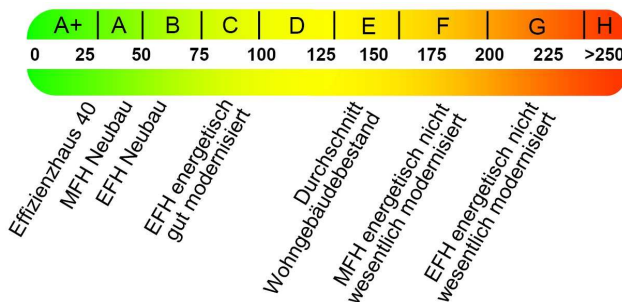 A+ A B C D E F G H
0 25 50 75 100 125 150 175 200 225 >250
Effizienzhaus 40
MFH Neubau
EFH Neubau
EFH energetisch
gut modernisiert
Durchschnitt
Wohngebäudebestand
MFH energetisch nicht
wesentlich modernisiert
EFH energetisch nicht
wesentlich modernisiert